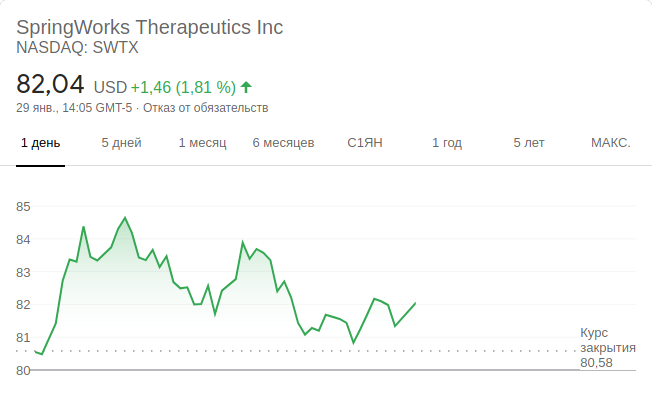 SpringWorks Therapeutics Inc
NASDAQ: SWTX
82,04 USD +1,46 (1,81 %)
29 янв., 14:05 GMT-5 · Отказ от обязательств
1 день 5 дней 1 месяц 6 месяцев С1ЯН 1 год 5 лет МАКС.
85
84
83
82
81
80
Курс
закрытия
80,58